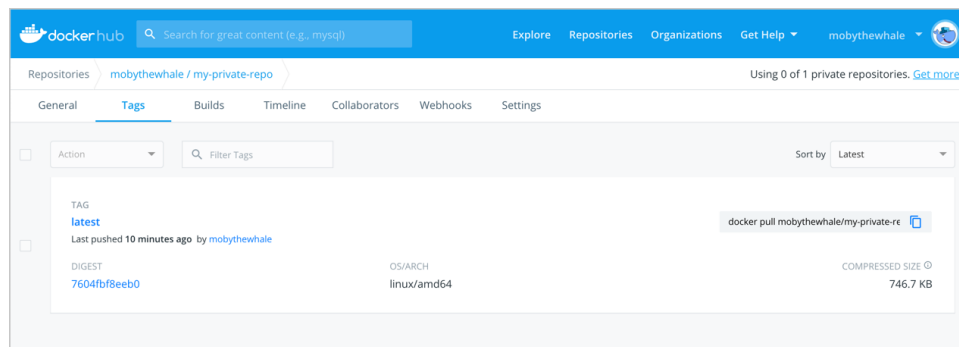 dockerhub Search for great content (e.g., mysql) Explore Repositories Organizations Get Help mobythewhale
Repositories mobythewhale / my-private-repo Using 0 of 1 private repositories. Get more
General Tags Builds Timeline Collaborators Webhooks Settings
Action Filter Tags Sort by Latest
TAG
latest docker pull mobythewhale/my-private-re
Last pushed 10 minutes ago by mobythewhale
DIGEST OS/ARCH COMPRESSED SIZE
7604fbf8eeb0 linux/amd64 746.7 KB